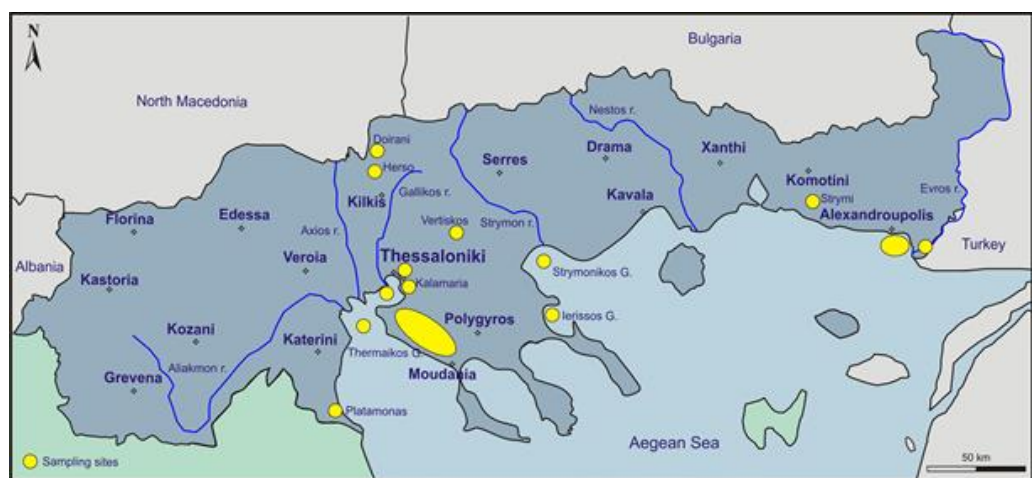 N
Bulgaria
North Macedonia
Nestos r.
Doirani
Herso
Serres
Drama
Xanthi
Komotini
Kilkis
Gallikos r.
Evros r.
Strymi
Florina
Edessa
Axios r.
Vertiskos
Strymon r.
Kavala
Alexandroupolis
Turkey
Albania
Veroia
Thessaloniki
Strymonikos G.
Kastoria
Kalamaria
Ierissos G.
Kozani
Katerini
Polygyros
Thermaikos G.
Grevena
Aliakmon r.
Moudania
Platamonas
Aegean Sea
Sampling sites
50 km